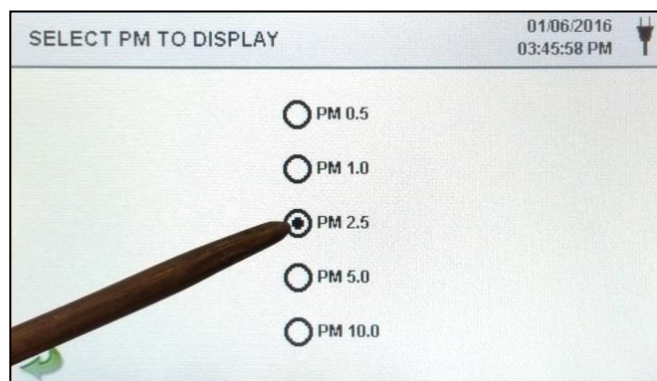 SELECT PM TO DISPLAY
01/06/2016
03:45:58 PM
PM 0.5
PM 1.0
PM 2.5
PM 5.0
PM 10.0